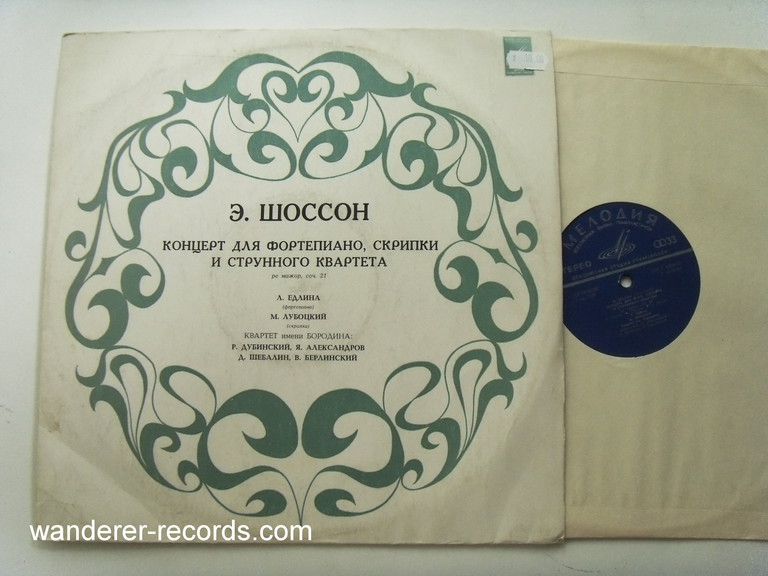 Э. ШОССОН
КОНЦЕРТ ДЛЯ ФОРТЕПИАНО, СКРИПКИ
И СТРУННОГО КВАРТЕТА
ре мажор, соч. 21
Л. ЕДЛИНА
(фортепиано)
М. ЛУБОЦКИЙ
(скрипка)
КВАРТЕТ имени БОРОДИНА:
Р. ДУБИНСКИЙ, Я. АЛЕКСАНДРОВ
Д. ШЕБАЛИН, В. БЕРЛИНСКИЙ
МЕЛОДИЯ
33
wanderer-records.com